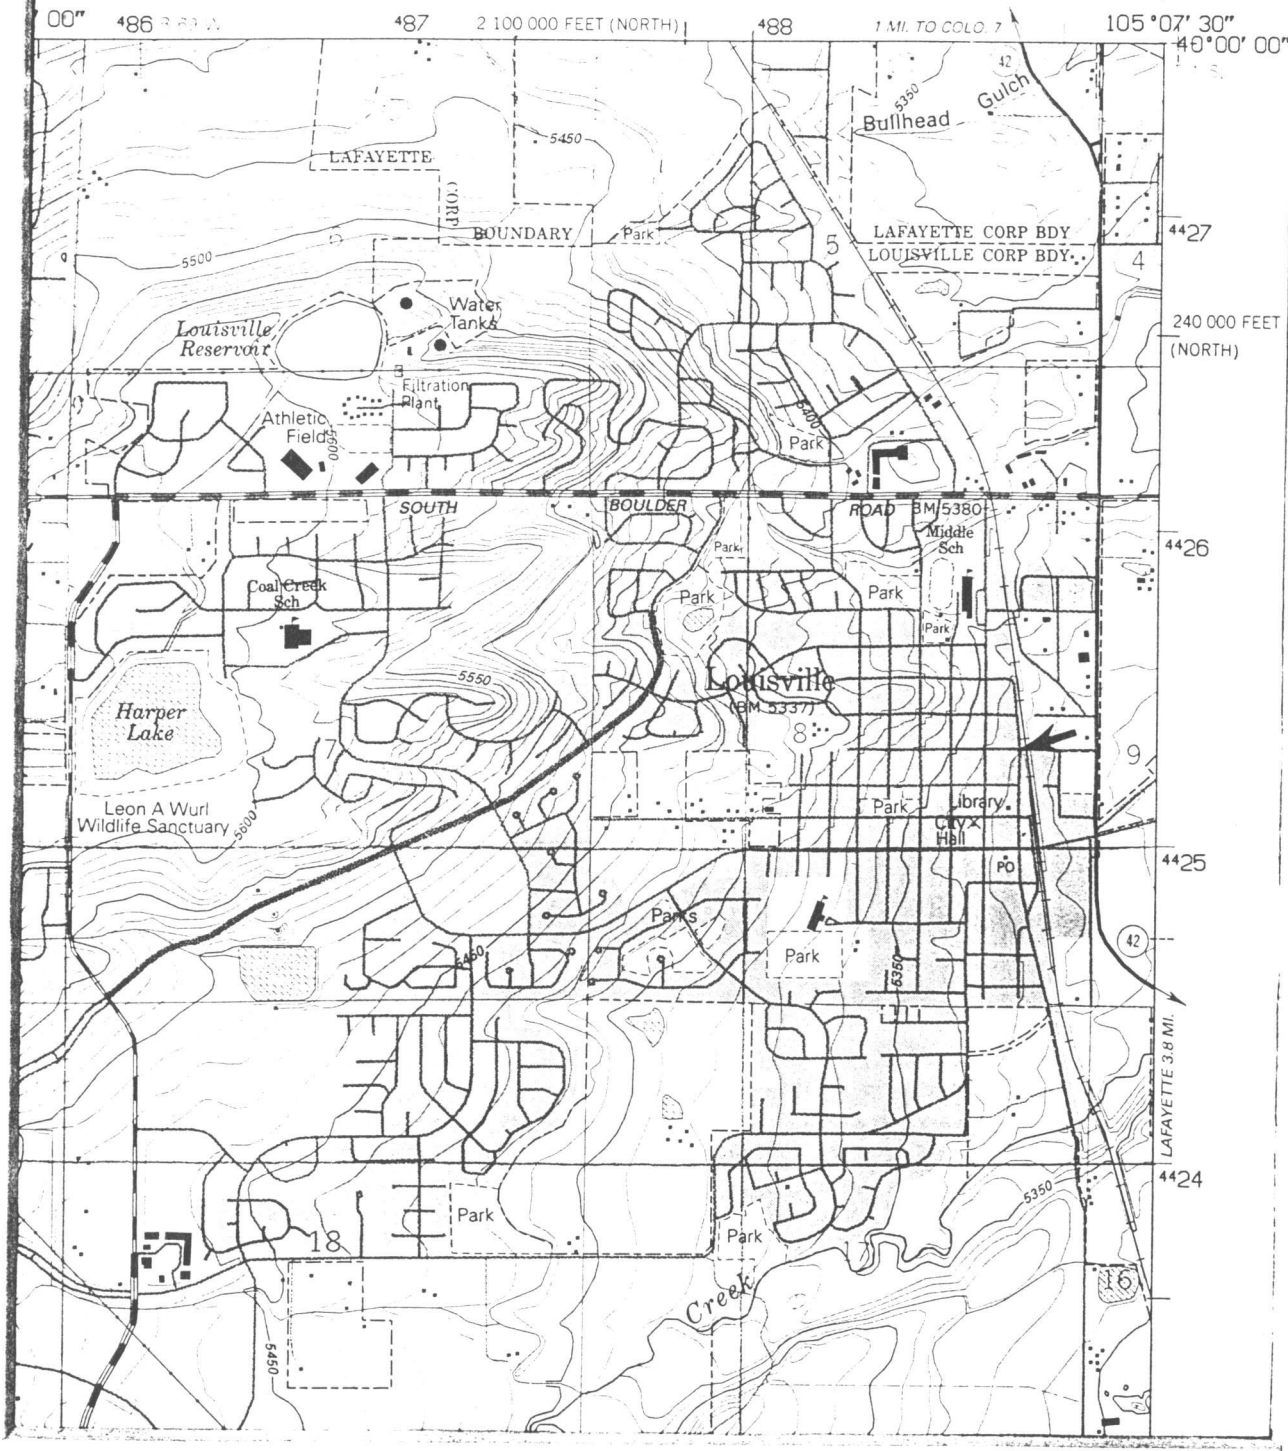 00"
486
487
2 100 000 FEET (NORTH)
488
1 MI. TO COLO. 7
105°07'30"
40°00'00"
42
Gulch
5350
Bullhead
5450
LAFAYETTE
CORP
BOUNDARY
Park
5
LAFAYETTE CORP BDY
LOUISVILLE CORP BDY
4427
4
5500
Water
Tanks
Louisville
Reservoir
240 000 FEET
(NORTH)
Filtration
Plant
Athletic
Field
5600
5400
Park
SOUTH
BOULDER
ROAD
BM 5380
Middle
Sch
4426
Park
Coal Creek
Sch
Park
Park
Park
5550
Louisville
(BM 5337)
8
Harper
Lake
9
Leon A Wurl
Wildlife Sanctuary
5600
Park
Library
City
Hall
4425
PO
Parks
42
5450
Park
5350
LAFAYETTE 3.8 MI.
4424
5350
Park
18
Park
Creek
16
5450